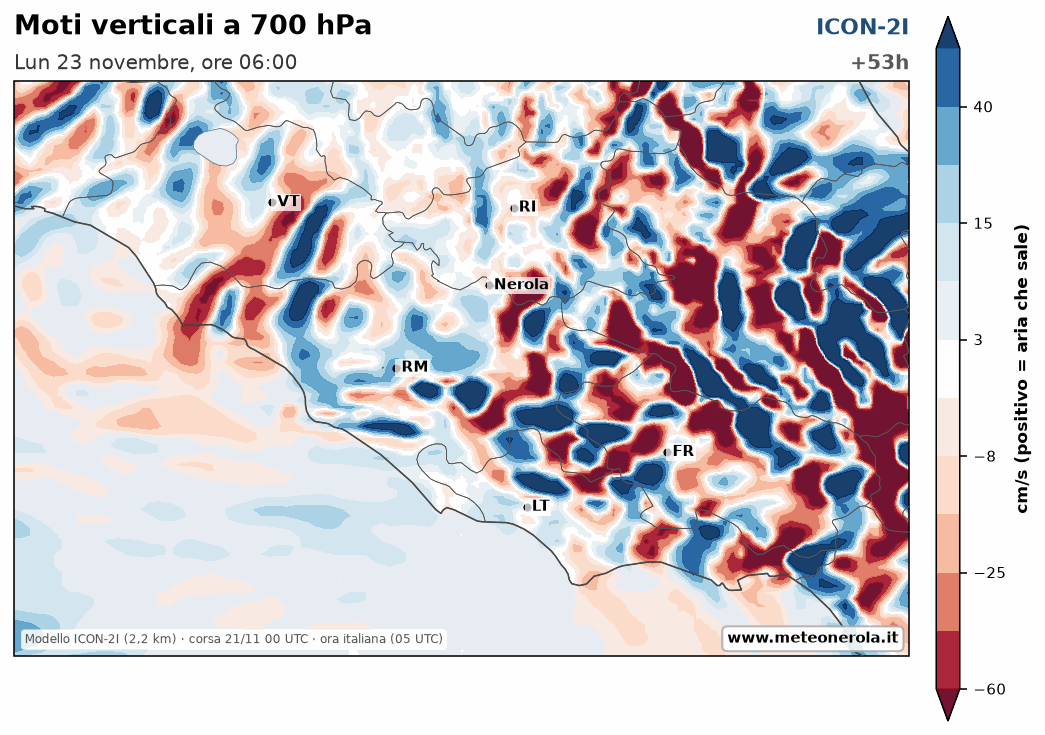 Moti verticali a 700 hPa
ICON-2I
Lun 23 novembre, ore 06:00
+53h
VT
RI
Nerola
RM
FR
LT
Modello ICON-2I (2,2 km) · corsa 21/11 00 UTC · ora italiana (05 UTC)
www.meteonerola.it
40
15
3
−8
−25
−60
cm/s (positivo = aria che sale)